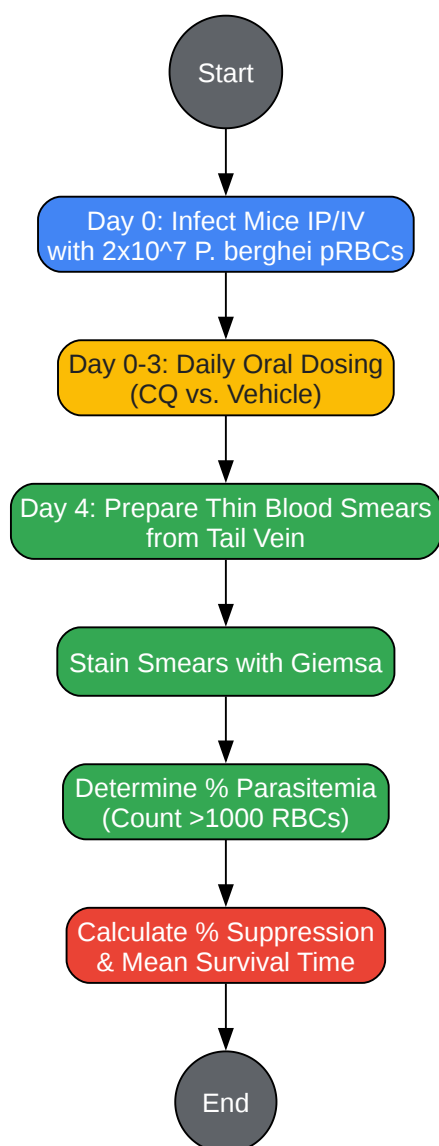 Start
Day 0: Infect Mice IP/IV
with 2x10^7 P. berghei pRBCs
Day 0-3: Daily Oral Dosing
(CQ vs. Vehicle)
Day 4: Prepare Thin Blood Smears
from Tail Vein
Stain Smears with Giemsa
Determine % Parasitemia
(Count >1000 RBCs)
Calculate % Suppression
& Mean Survival Time
End